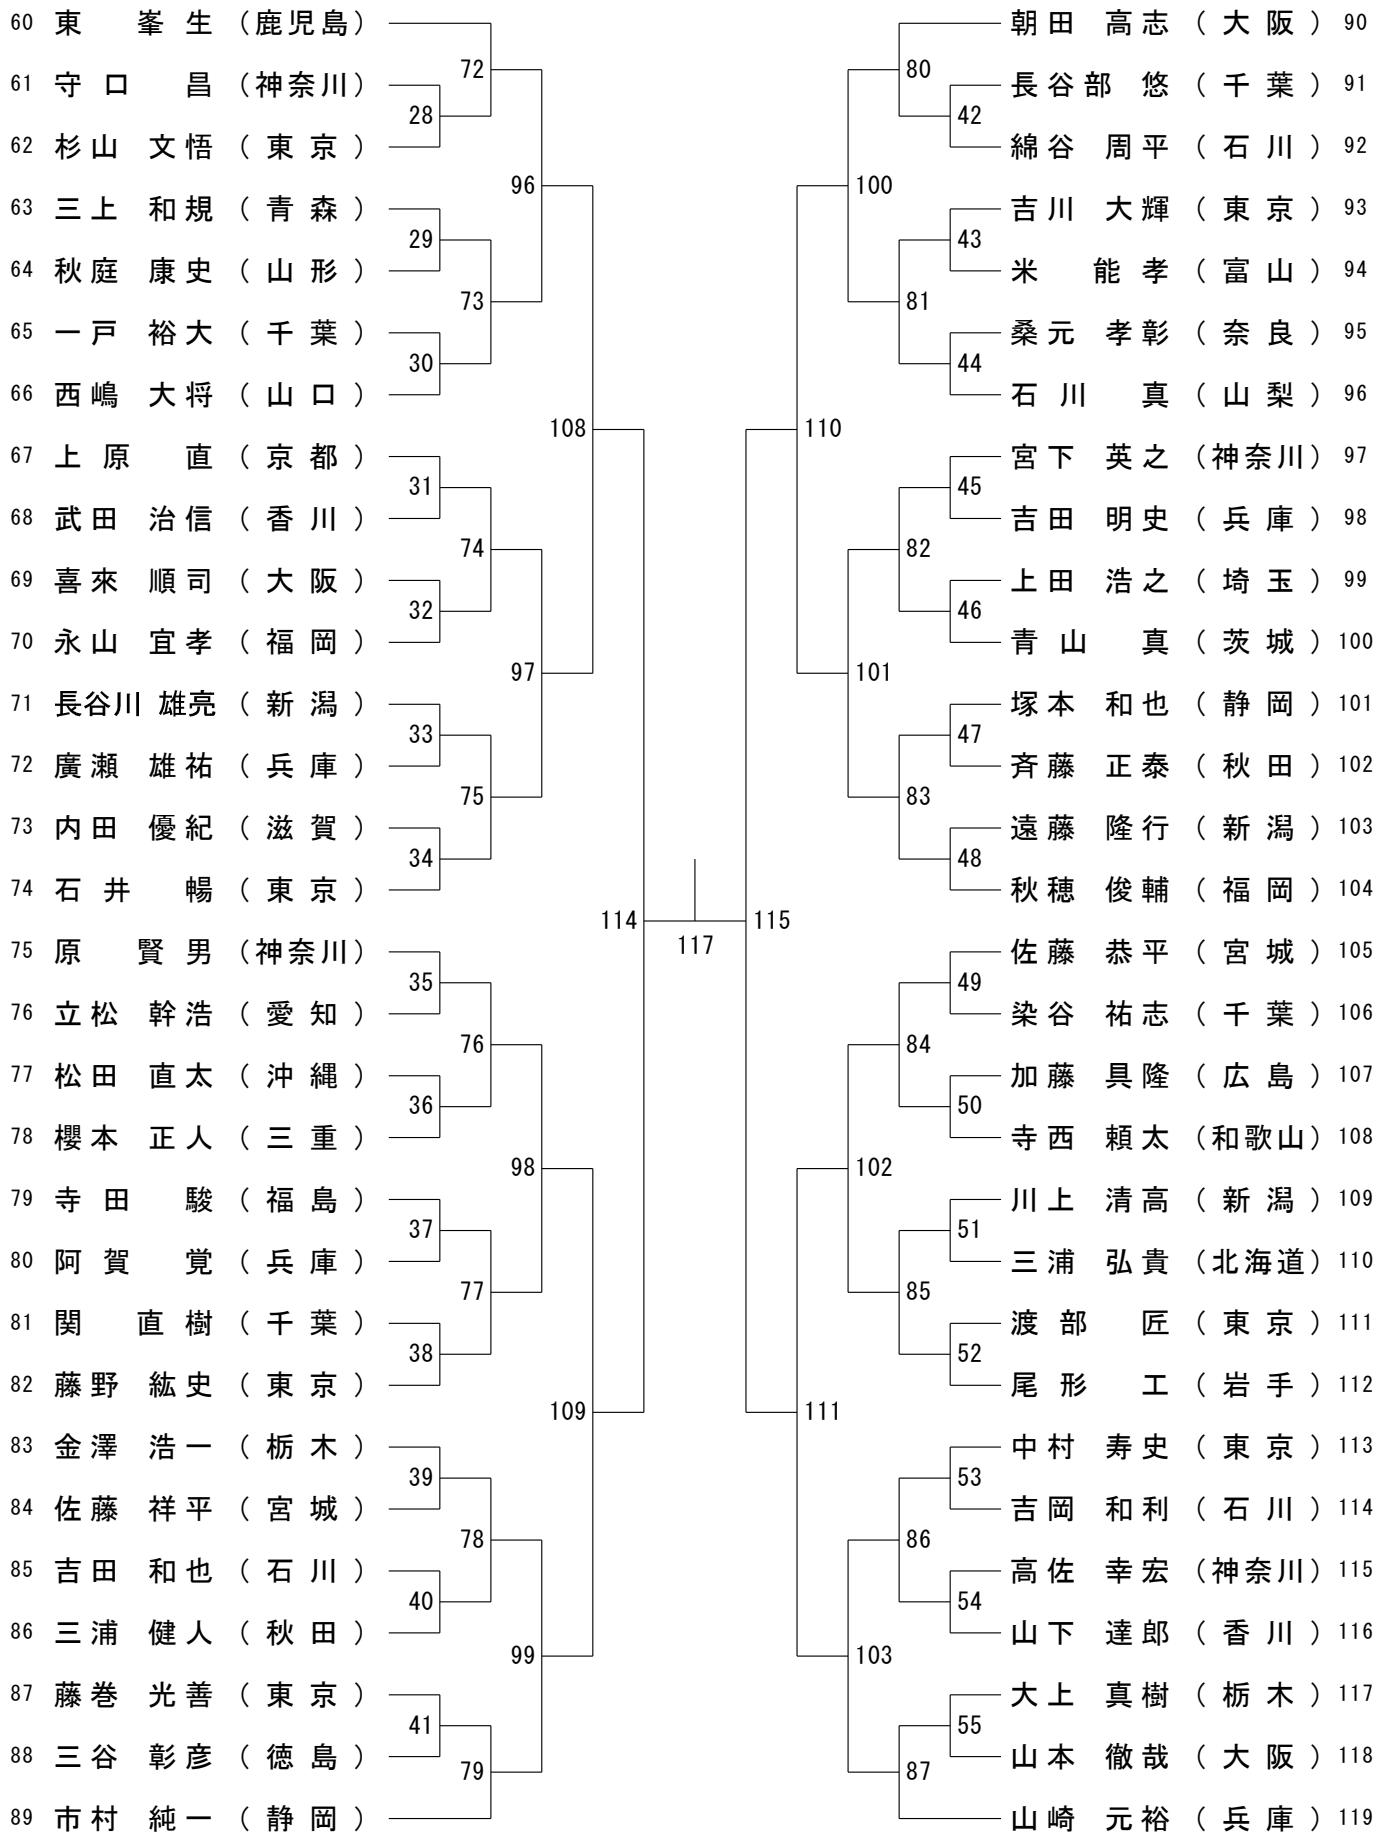 60 東 峯生 (鹿児島)
61 守口 昌 (神奈川)
62 杉山 文悟 (東京)
63 三上 和規 (青森)
64 秋庭 康史 (山形)
65 一戸 裕大 (千葉)
66 西嶋 大将 (山口)
67 上原 直 (京都)
68 武田 治信 (香川)
69 喜來 順司 (大阪)
70 永山 宜孝 (福岡)
71 長谷川 雄亮 (新潟)
72 廣瀬 雄祐 (兵庫)
73 内田 優紀 (滋賀)
74 石井 暢 (東京)
75 原 賢男 (神奈川)
76 立松 幹浩 (愛知)
77 松田 直太 (沖縄)
78 櫻本 正人 (三重)
79 寺田 駿 (福島)
80 阿賀 覚 (兵庫)
81 関 直樹 (千葉)
82 藤野 紘史 (東京)
83 金澤 浩一 (栃木)
84 佐藤 祥平 (宮城)
85 吉田 和也 (石川)
86 三浦 健人 (秋田)
87 藤巻 光善 (東京)
88 三谷 彰彦 (徳島)
89 市村 純一 (静岡)
28
29
30
31
32
33
34
35
36
37
38
39
40
41
72
73
74
75
76
77
78
79
96
97
98
99
108
109
114
117
115
110
111
100
101
102
103
80
81
82
83
84
85
86
87
42
43
44
45
46
47
48
49
50
51
52
53
54
55
朝田 高志 (大阪) 90
長谷部 悠 (千葉) 91
綿谷 周平 (石川) 92
吉川 大輝 (東京) 93
米 能孝 (富山) 94
桑元 孝彰 (奈良) 95
石川 真 (山梨) 96
宮下 英之 (神奈川) 97
吉田 明史 (兵庫) 98
上田 浩之 (埼玉) 99
青山 真 (茨城) 100
塚本 和也 (静岡) 101
斉藤 正泰 (秋田) 102
遠藤 隆行 (新潟) 103
秋穂 俊輔 (福岡) 104
佐藤 恭平 (宮城) 105
染谷 祐志 (千葉) 106
加藤 具隆 (広島) 107
寺西 頼太 (和歌山) 108
川上 清高 (新潟) 109
三浦 弘貴 (北海道) 110
渡部 匠 (東京) 111
尾形 工 (岩手) 112
中村 寿史 (東京) 113
吉岡 和利 (石川) 114
高佐 幸宏 (神奈川) 115
山下 達郎 (香川) 116
大上 真樹 (栃木) 117
山本 徹哉 (大阪) 118
山崎 元裕 (兵庫) 119